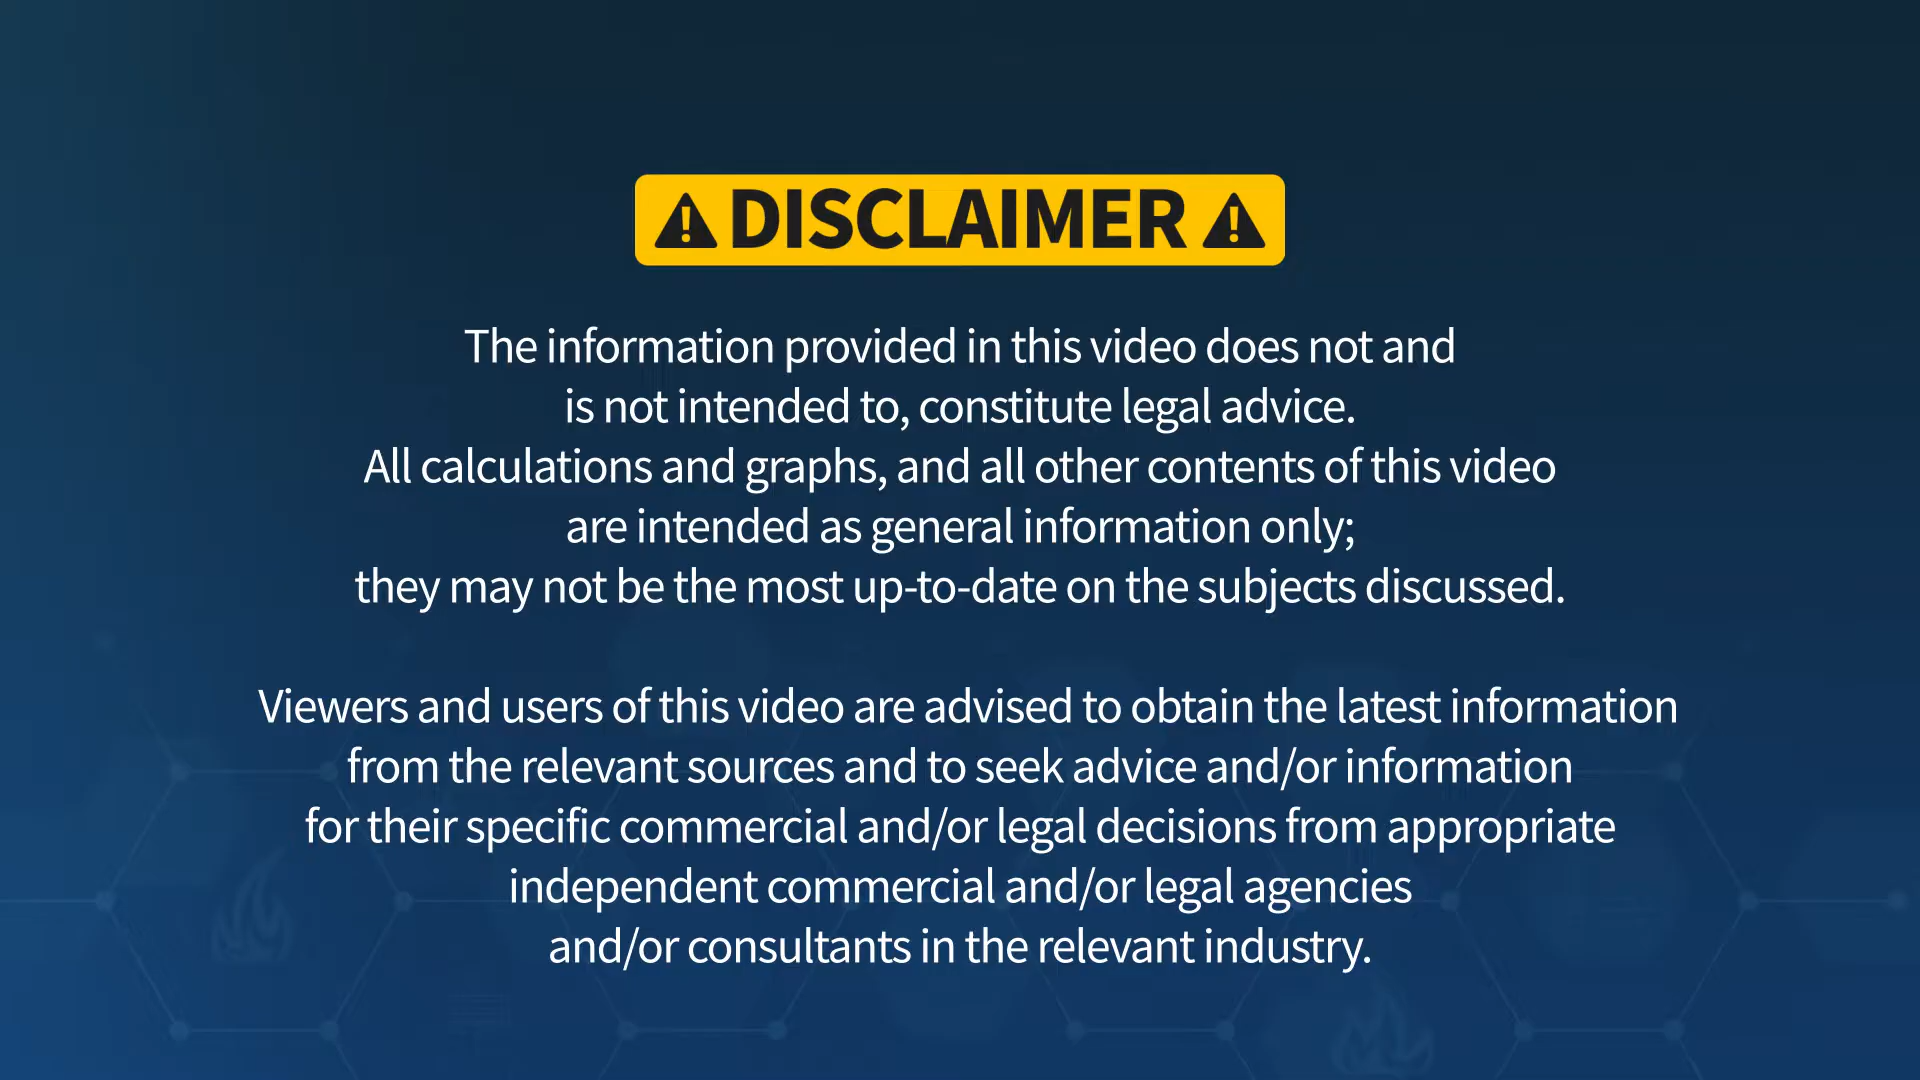 DISCLAIMER
The information provided in this video does not and
is not intended to, constitute legal advice.
All calculations and graphs, and all other contents of this video
are intended as general information only;
they may not be the most up-to-date on the subjects discussed.
Viewers and users of this video are advised to obtain the latest information
from the relevant sources and to seek advice and/or information
for their specific commercial and/or legal decisions from appropriate
independent commercial and/or legal agencies
and/or consultants in the relevant industry.